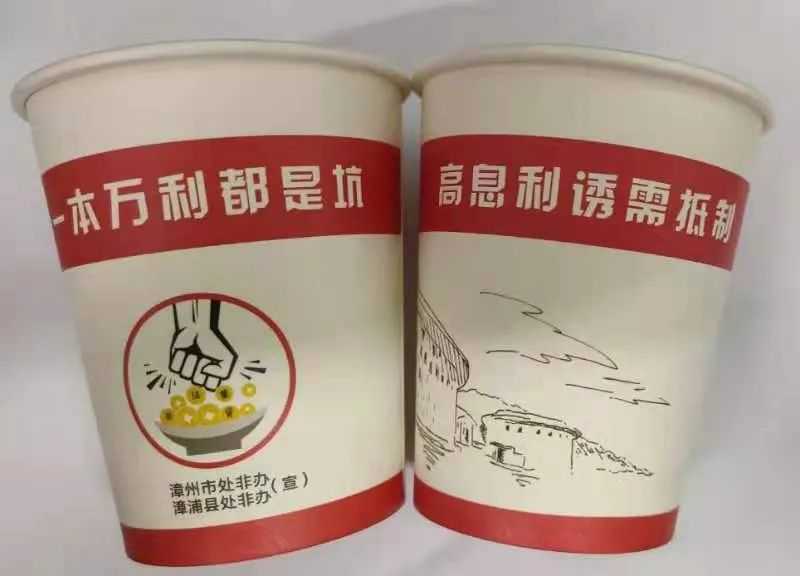 一本万利都是坑
漳州市处非办
漳浦县处非办(宣)
高息利诱需抵制